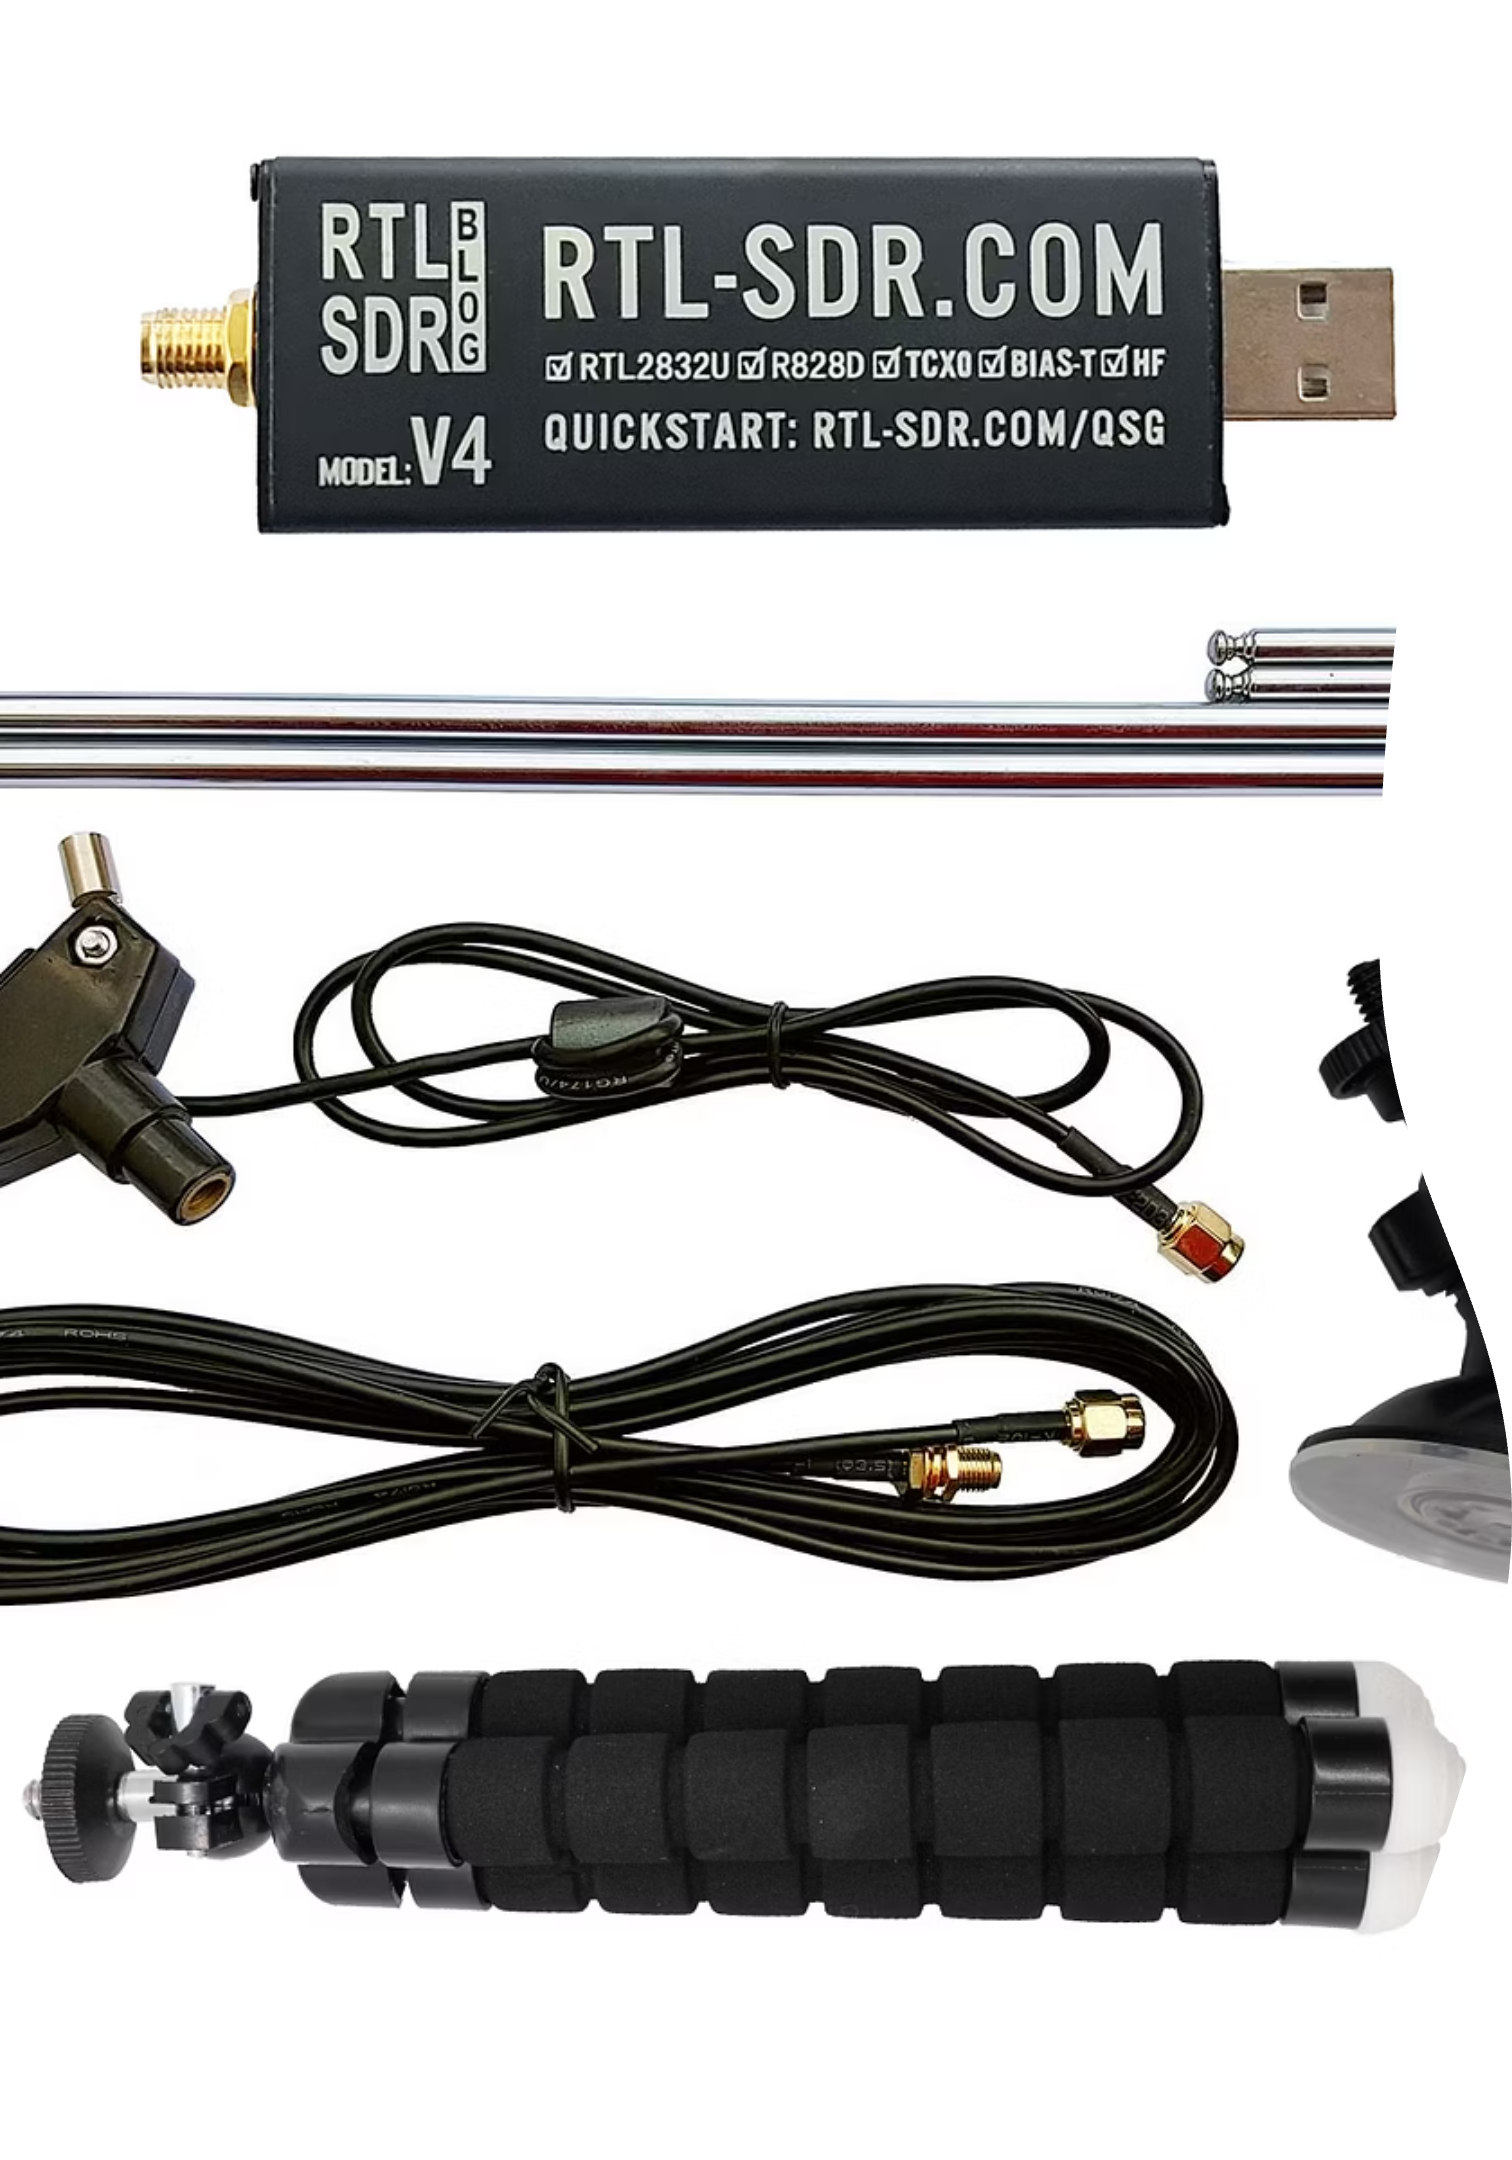 RTL
SDR
BLOG
MODEL: V4
RTL-SDR.COM
RTL2832U R828D TCXO BIAS-T HF
QUICKSTART: RTL-SDR.COM/QSG
RG174/U
ROHS